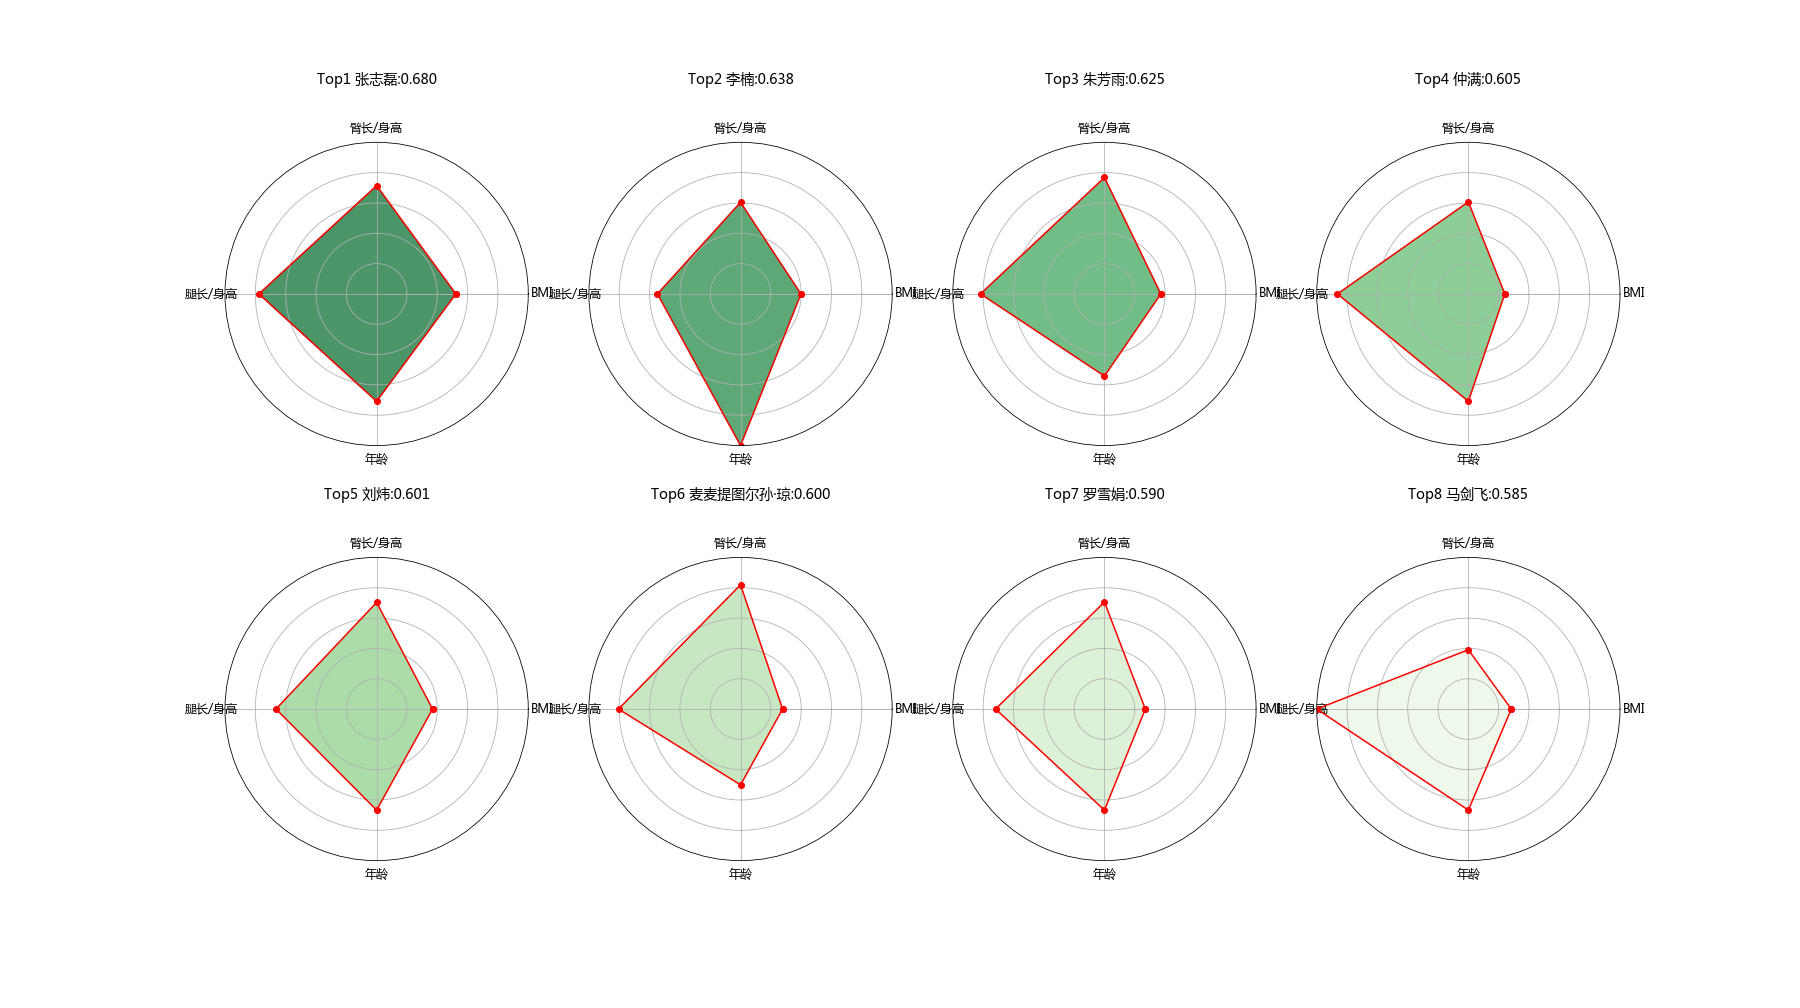 Top1 张志磊:0.680
Top2 李楠:0.638
Top3 朱芳雨:0.625
Top4 仲满:0.605
臂长/身高
臂长/身高
臂长/身高
臂长/身高
腿长/身高
BMI
腿长/身高
BMI
腿长/身高
BMI
腿长/身高
BMI
年龄
年龄
年龄
年龄
Top5 刘炜:0.601
Top6 麦麦提图尔孙·琼:0.600
Top7 罗雪娟:0.590
Top8 马剑飞:0.585
臂长/身高
臂长/身高
臂长/身高
臂长/身高
腿长/身高
BMI
腿长/身高
BMI
腿长/身高
BMI
腿长/身高
BMI
年龄
年龄
年龄
年龄